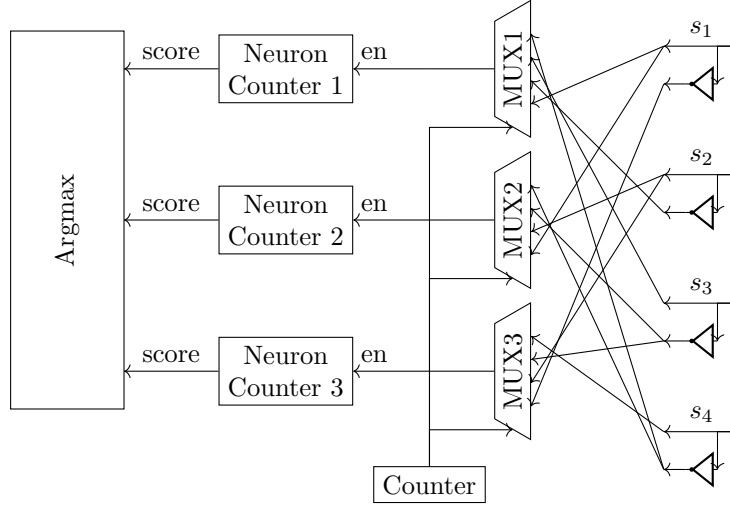 score
Neuron
Counter 1
en
MUX1
s₁
Argmax
score
Neuron
Counter 2
en
MUX2
s₂
score
Neuron
Counter 3
en
MUX3
s₃
s₄
Counter